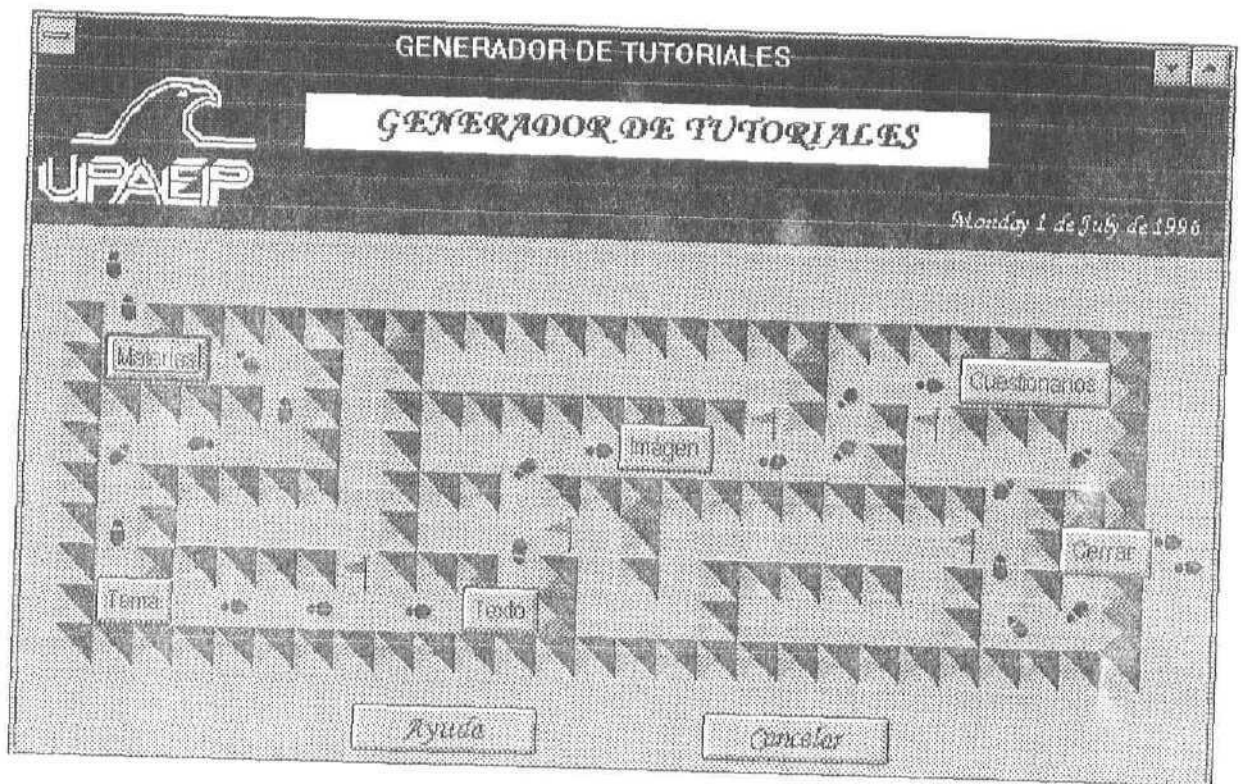 GENERADOR DE TUTORIALES
GENERADOR DE TUTORIALES
UPAEP
Monday 1 de July de 1996
Materias
Cuestionarios
Imágen
Cerrar
Tema
Texto
Ayuda
Cancelar